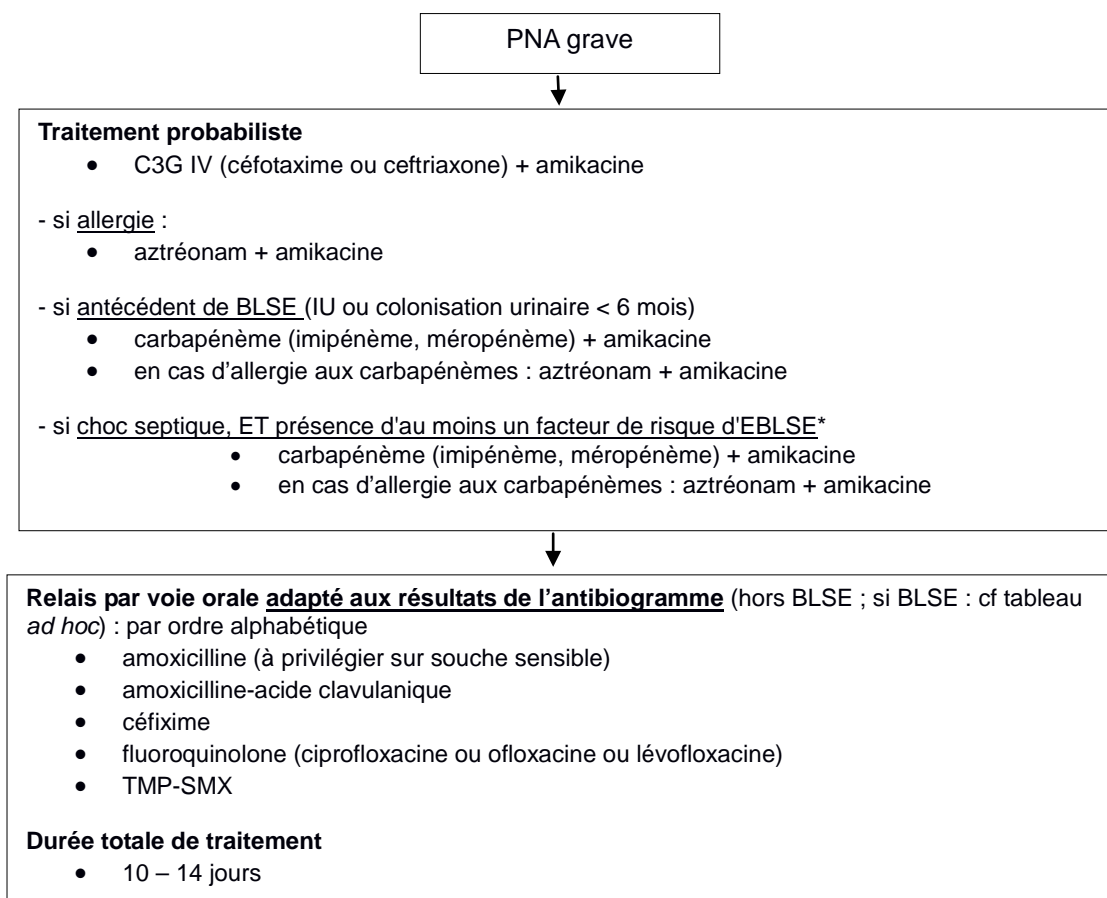 PNA grave
Traitement probabiliste
• C3G IV (céfotaxime ou ceftriaxone) + amikacine
- si allergie :
• aztréonam + amikacine
- si antécédent de BLSE (IU ou colonisation urinaire < 6 mois)
• carbapénème (imipénème, méropénème) + amikacine
• en cas d'allergie aux carbapénèmes : aztréonam + amikacine
- si choc septique, ET présence d'au moins un facteur de risque d'EBLSE*
• carbapénème (imipénème, méropénème) + amikacine
• en cas d'allergie aux carbapénèmes : aztréonam + amikacine
Relais par voie orale adapté aux résultats de l'antibiogramme (hors BLSE ; si BLSE : cf tableau
ad hoc) : par ordre alphabétique
• amoxicilline (à privilégier sur souche sensible)
• amoxicilline-acide clavulanique
• céfixime
• fluoroquinolone (ciprofloxacine ou ofloxacine ou lévofloxacine)
• TMP-SMX
Durée totale de traitement
• 10 – 14 jours